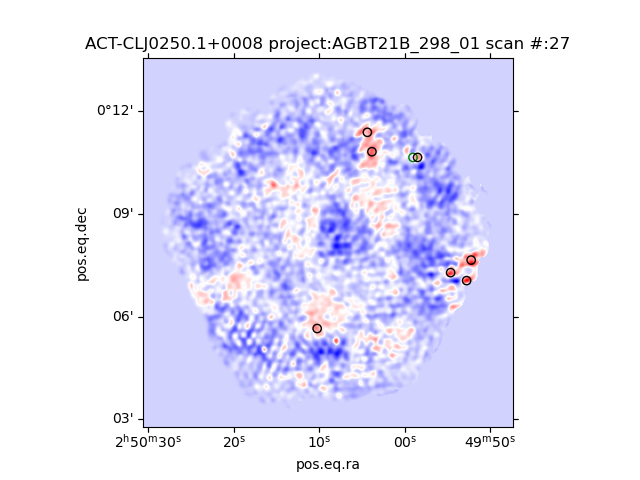 ACT-CLJ0250.1+0008 project:AGBT21B_298_01 scan #:27
0°12'
09'
06'
03'
pos.eq.dec
2ʰ50ᵐ30ˢ 20ˢ 10ˢ 00ˢ 49ᵐ50ˢ
pos.eq.ra